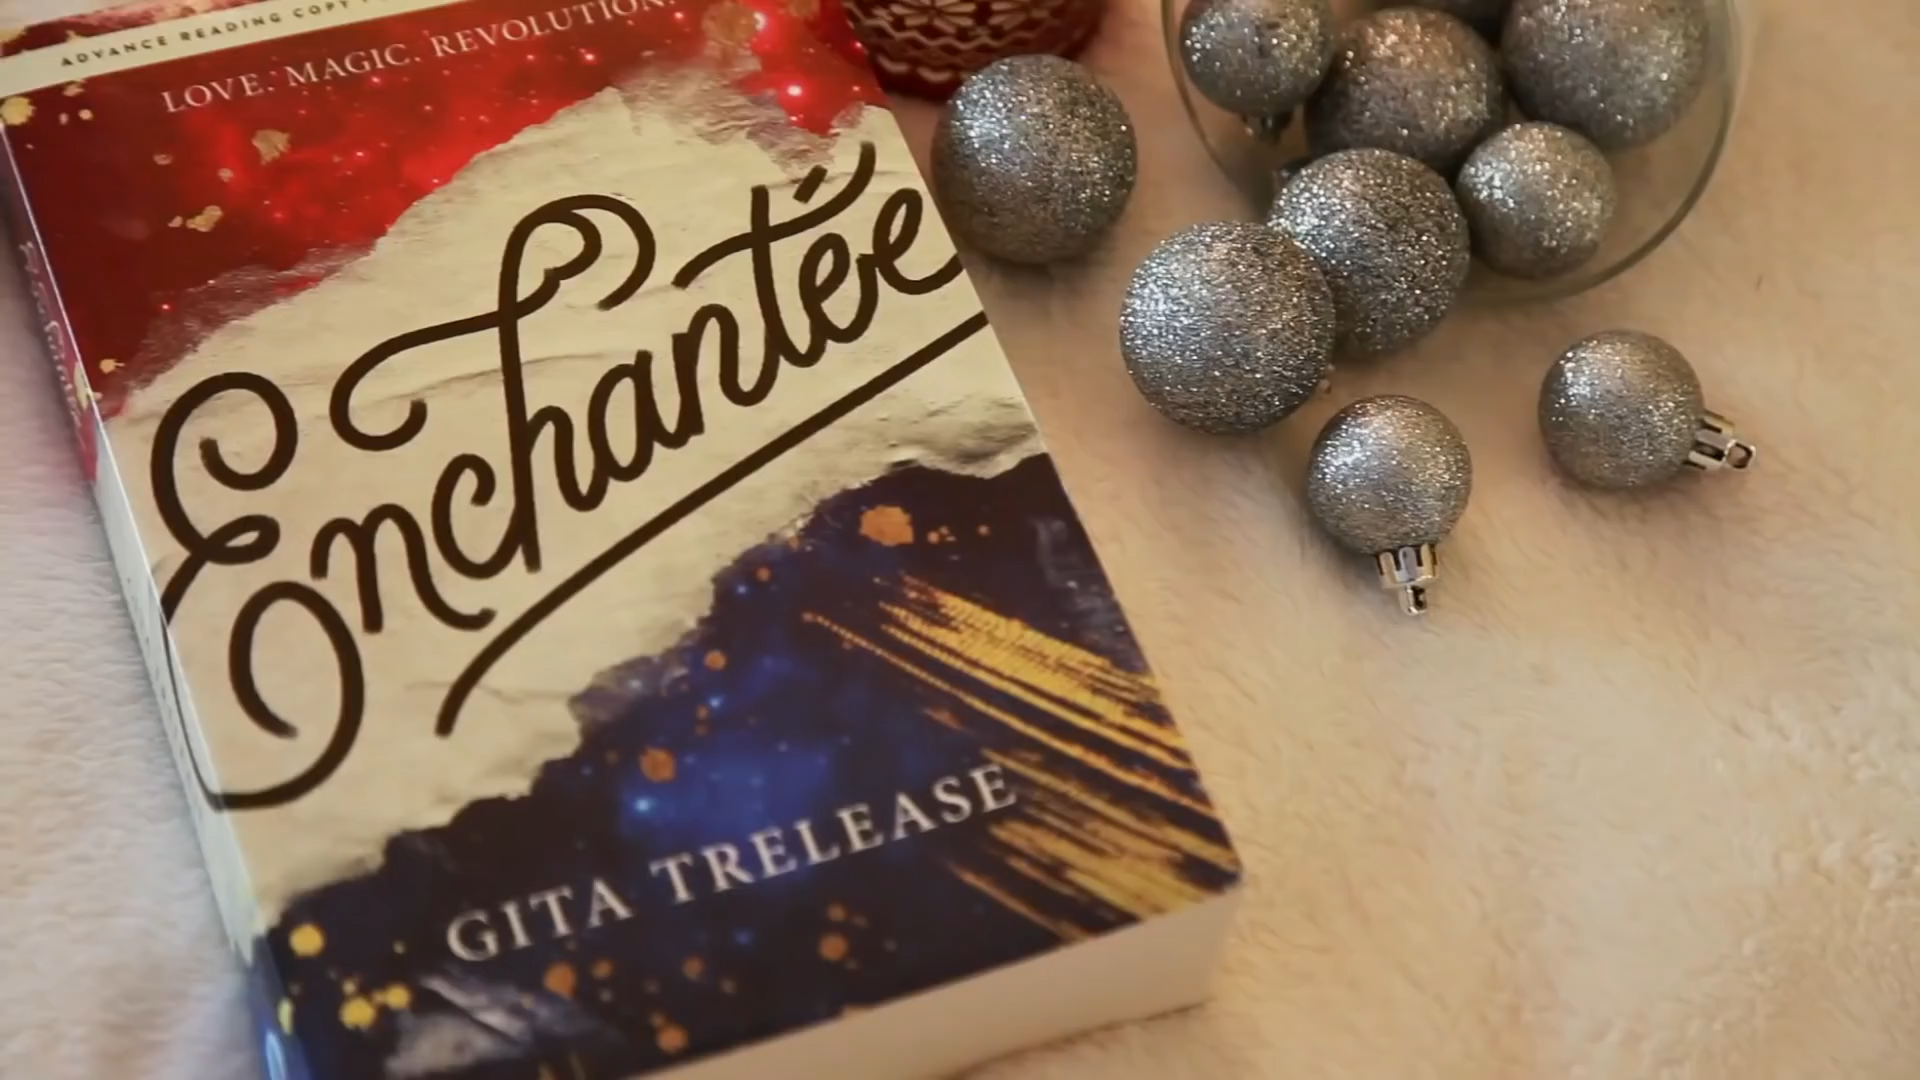 ADVANCE READING COPY
LOVE. MAGIC. REVOLUTION.
Enchantée
GITA TRELEASE